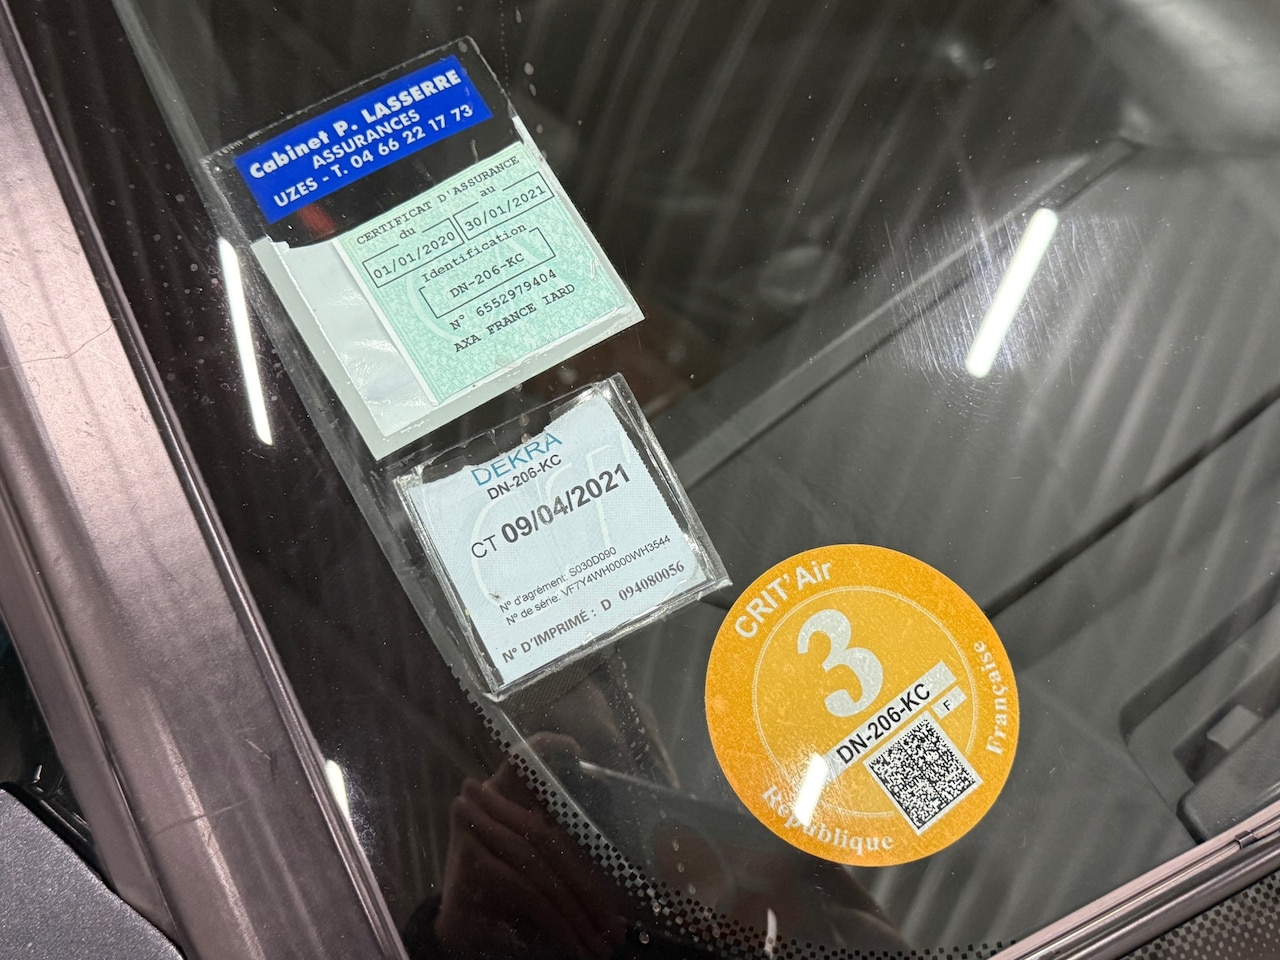 Cabinet P. LASSERRE
ASSURANCES
UZES - T. 04 66 22 17 73
CERTIFICAT D'ASSURANCE
du au
01/01/2020 30/01/2021
Identification
DN-206-KC
N° 6552979404
AXA FRANCE IARD
DEKRA
DN-206-KC
CT 09/04/2021
N° d'agrément: S030D090
N° de série: VF7Y4WH0000WH3544
N° D'IMPRIMÉ : D 094080056
CRIT'Air
3
DN-206-KC
F
République
Française